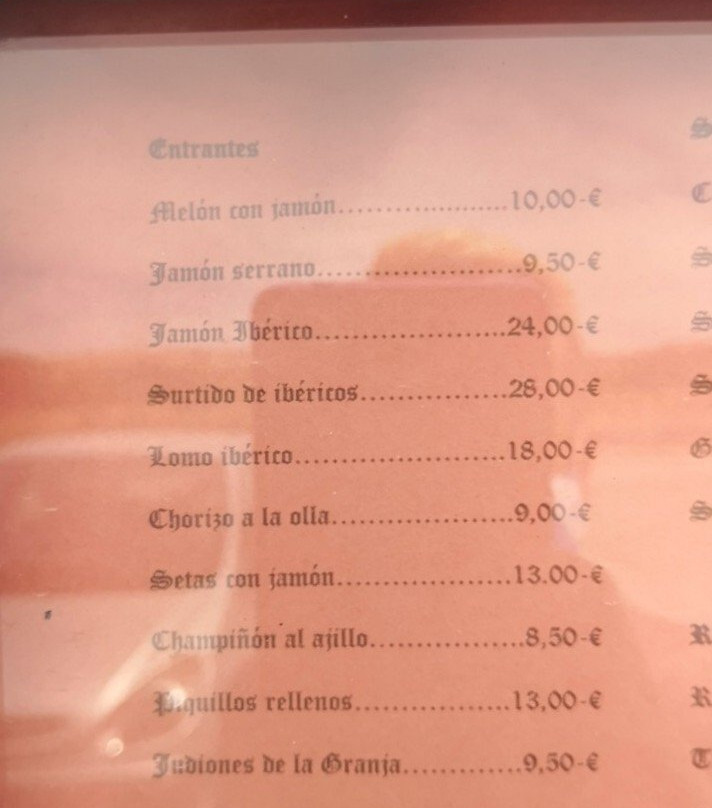 Entrantes
Melón con jamón....................10,00-€
Jamón serrano.......................9,50-€
Jamón Ibérico.......................24,00-€
Surtido de ibéricos................28,00-€
Lomo ibérico........................18,00-€
Chorizo a la olla....................9,00-€
Setas con jamón...................13.00-€
Champiñón al ajillo.................8,50-€
Piquillos rellenos.................13,00-€
Judiones de la Granja.............9,50-€